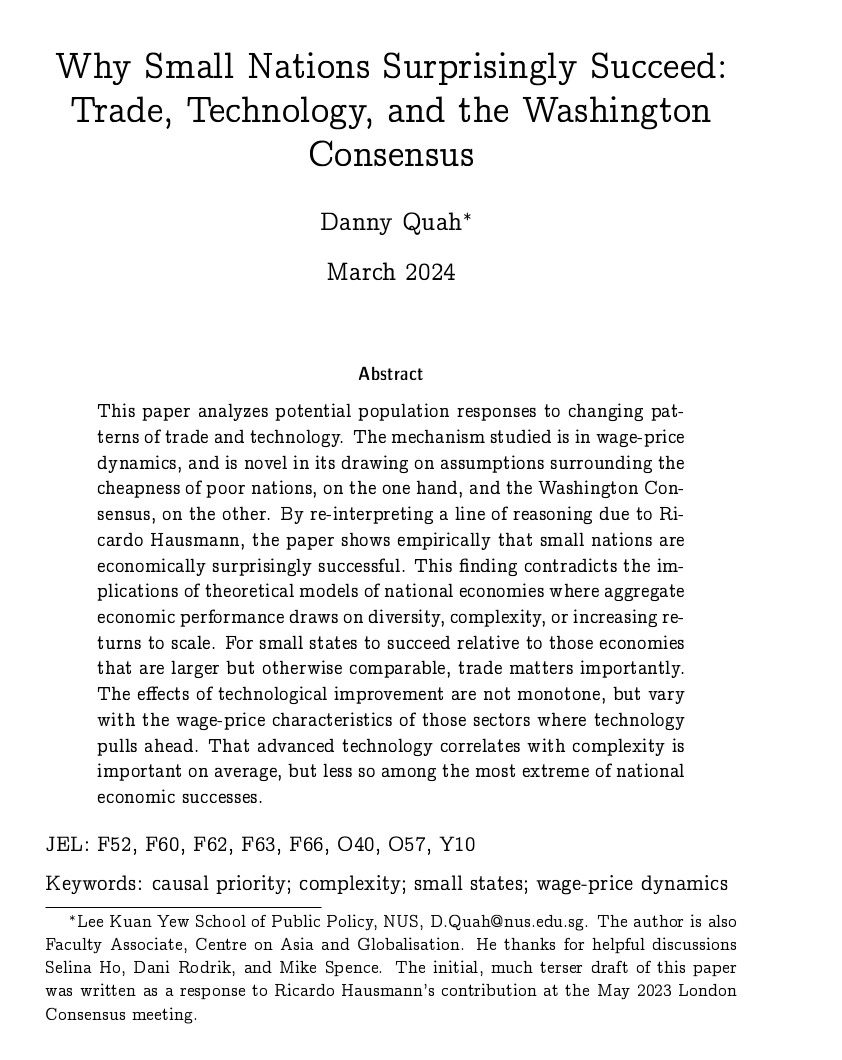 Why Small Nations Surprisingly Succeed:
Trade, Technology, and the Washington
Consensus
Danny Quah*
March 2024
Abstract
This paper analyzes potential population responses to changing pat-
terns of trade and technology. The mechanism studied is in wage-price
dynamics, and is novel in its drawing on assumptions surrounding the
cheapness of poor nations, on the one hand, and the Washington Con-
sensus, on the other. By re-interpreting a line of reasoning due to Ri-
cardo Hausmann, the paper shows empirically that small nations are
economically surprisingly successful. This finding contradicts the im-
plications of theoretical models of national economies where aggregate
economic performance draws on diversity, complexity, or increasing re-
turns to scale. For small states to succeed relative to those economies
that are larger but otherwise comparable, trade matters importantly.
The effects of technological improvement are not monotone, but vary
with the wage-price characteristics of those sectors where technology
pulls ahead. That advanced technology correlates with complexity is
important on average, but less so among the most extreme of national
economic successes.
JEL: F52, F60, F62, F63, F66, O40, O57, Y10
Keywords: causal priority; complexity; small states; wage-price dynamics
*Lee Kuan Yew School of Public Policy, NUS, D.Quah@nus.edu.sg. The author is also
Faculty Associate, Centre on Asia and Globalisation. He thanks for helpful discussions
Selina Ho, Dani Rodrik, and Mike Spence. The initial, much terser draft of this paper
was written as a response to Ricardo Hausmann's contribution at the May 2023 London
Consensus meeting.